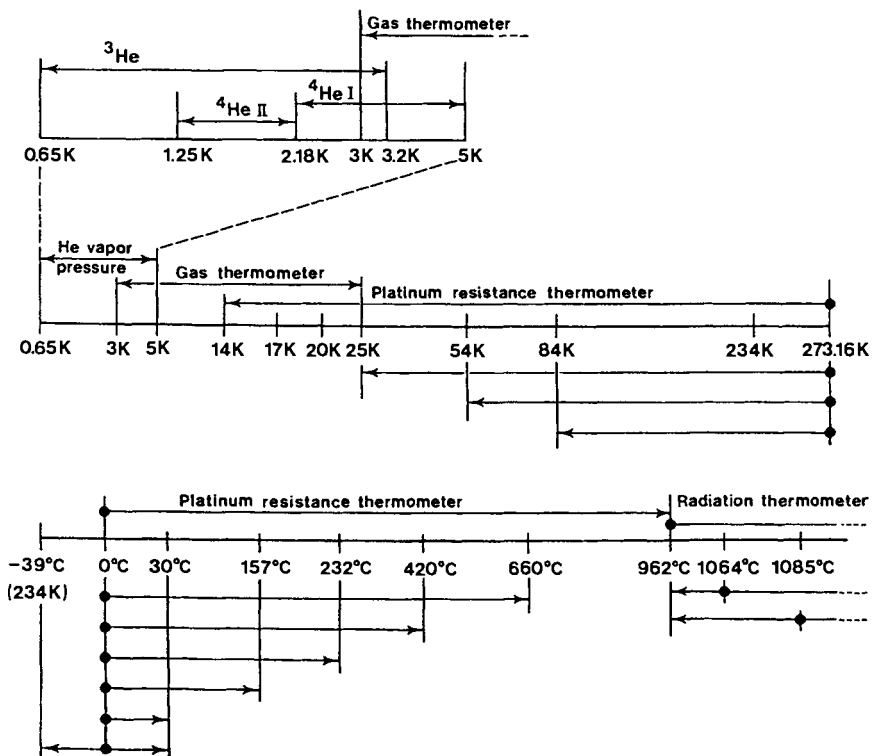 Gas thermometer
³He
⁴He I
⁴He II
0.65K 1.25K 2.18K 3K 3.2K 5K
He vapor
pressure
Gas thermometer
Platinum resistance thermometer
0.65K 3K 5K 14K 17K 20K 25K 54K 84K 234K 273.16K
Platinum resistance thermometer Radiation thermometer
−39°C 0°C 30°C 157°C 232°C 420°C 660°C 962°C 1064°C 1085°C
(234K)